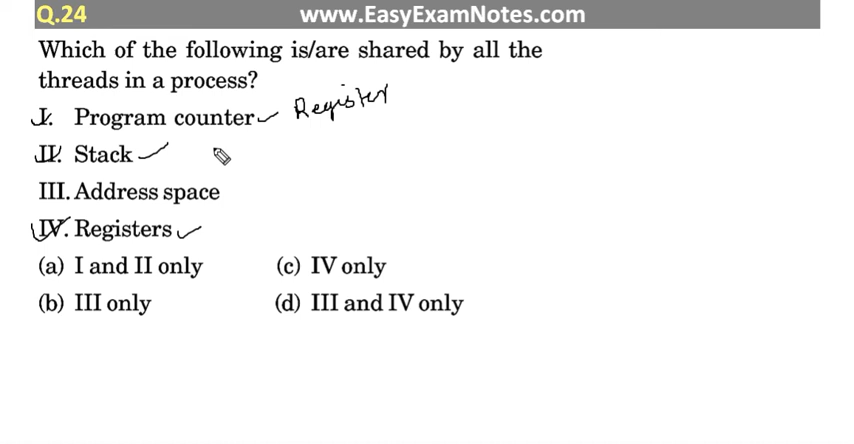 Q.24 www.EasyExamNotes.com
Which of the following is/are shared by all the
threads in a process?
I. Program counter Register
II. Stack
III. Address space
IV. Registers
(a) I and II only (c) IV only
(b) III only (d) III and IV only